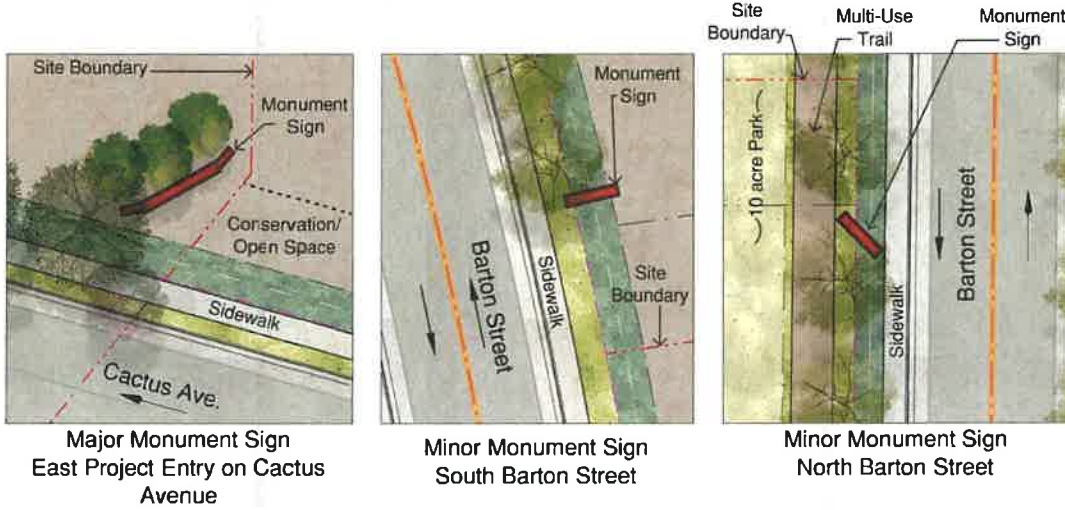 Site Boundary
Monument
Sign
Conservation/
Open Space
Sidewalk
Cactus Ave.
Major Monument Sign
East Project Entry on Cactus
Avenue
Monument
Sign
Barton Street
Sidewalk
Site
Boundary
Minor Monument Sign
South Barton Street
Site
Boundary
Multi-Use
Trail
Monument
Sign
10 acre Park
Sidewalk
Barton Street
Minor Monument Sign
North Barton Street